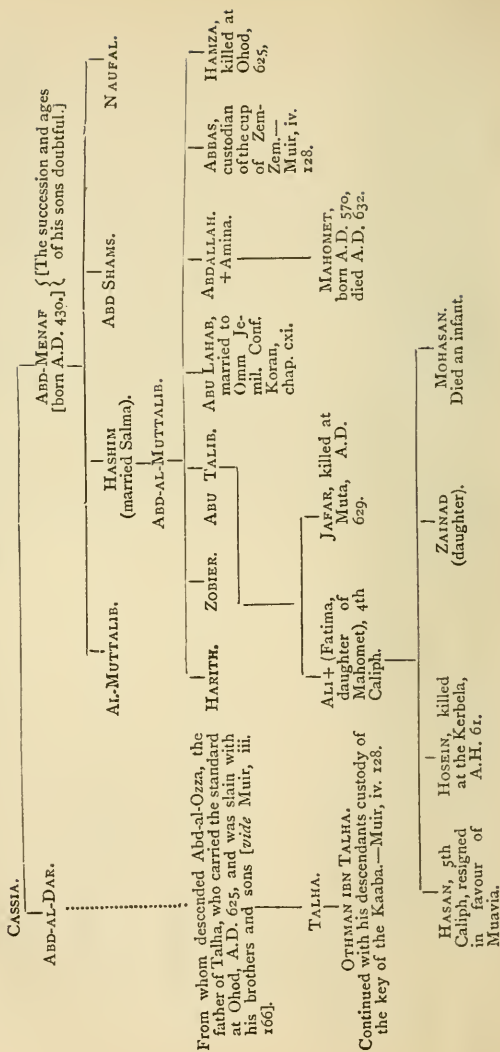 CASSIA.
ABD-AL-DAR.
ABD-MENAF
[born A.D. 430.]
{ [The succession and ages
of his sons doubtful.]
AL-MUTTALIB.
HASHIM
(married Salma).
ABD SHAMS.
NAUFAL.
ABD-AL-MUTTALIB.
From whom descended Abd-al-Ozza, the
father of Talha, who carried the standard
at Ohod, A.D. 625, and was slain with
his brothers and sons [vide Muir, iii.
166].
HARITH.
ZOBIER.
ABU TALIB.
ABU LAHAB,
married to
Omm Je-
mil. Conf.
Koran,
chap. cxi.
ABDALLAH.
+ Amina.
ABBAS,
custodian
of the cup
of Zem-
Zem.—
Muir, iv.
128.
HAMZA,
killed at
Ohod,
625,
TALHA.
OTHMAN IBN TALHA.
Continued with his descendants custody of
the key of the Kaaba.—Muir, iv. 128.
ALI + (Fatima,
daughter of
Mahomet), 4th
Caliph.
JAFAR, killed at
Muta, A.D.
629.
MAHOMET,
born A.D. 570,
died A.D. 632.
HASAN, 5th
Caliph, resigned
in favour of
Muavia.
HOSEIN, killed
at the Kerbela,
A.H. 61.
ZAINAD
(daughter).
MOHASAN.
Died an infant.